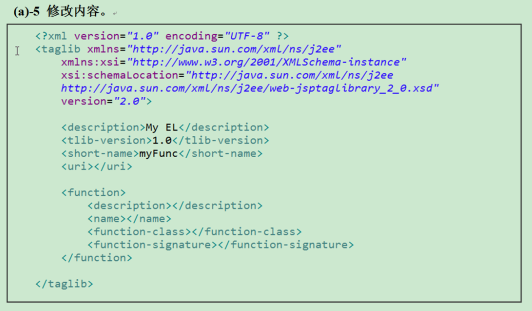 (a)-5 修改内容。
<?xml version="1.0" encoding="UTF-8" ?>
<taglib xmlns="http://java.sun.com/xml/ns/j2ee"
xmlns:xsi="http://www.w3.org/2001/XMLSchema-instance"
xsi:schemaLocation="http://java.sun.com/xml/ns/j2ee
http://java.sun.com/xml/ns/j2ee/web-jsptaglibrary_2_0.xsd"
version="2.0">
<description>My EL</description>
<tlib-version>1.0</tlib-version>
<short-name>myFunc</short-name>
<uri></uri>
<function>
<description></description>
<name></name>
<function-class></function-class>
<function-signature></function-signature>
</function>
</taglib>